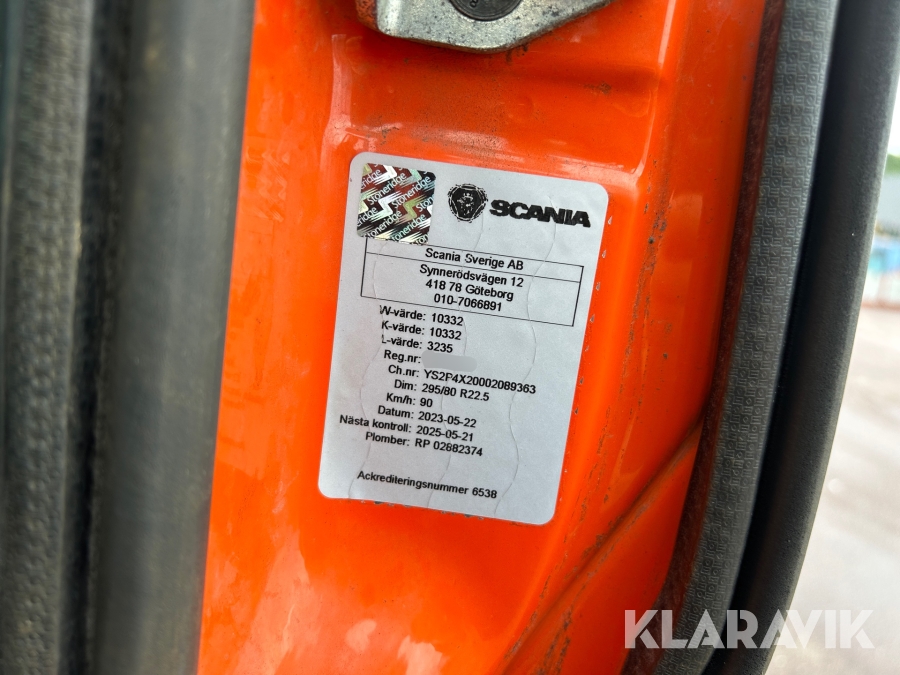 Stoneridge
SCANIA
Scania Sverige AB
Synnerödsvägen 12
418 78 Göteborg
010-7066891
W-värde: 10332
K-värde: 10332
L-värde: 3235
Reg.nr:
Ch.nr: YS2P4X20002089363
Dim: 295/80 R22.5
Km/h: 90
Datum: 2023-05-22
Nästa kontroll: 2025-05-21
Plomber: RP 02682374
Ackrediteringsnummer 6538
KLARAVIK